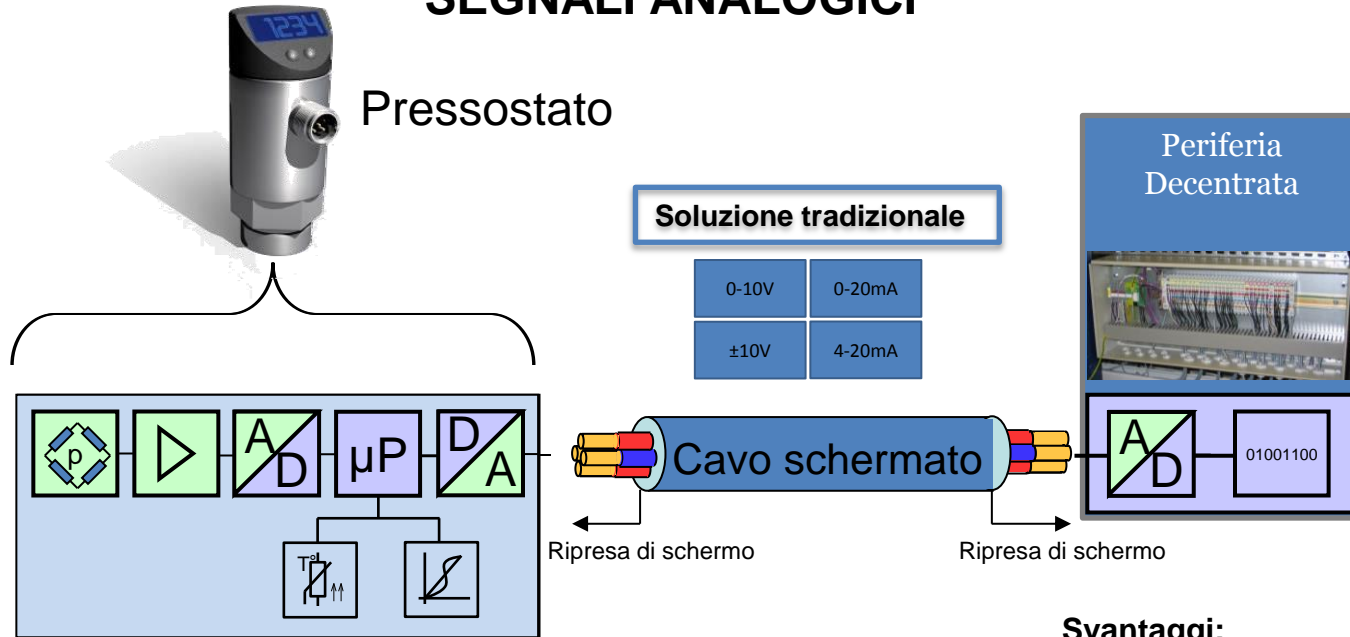 SEGNALI ANALOGICI
1234
Pressostato
Periferia
Decentrata
Soluzione tradizionale
0-10V
0-20mA
±10V
4-20mA
p
A
D
µP
D
A
Cavo schermato
A
D
01001100
Ripresa di schermo
Ripresa di schermo
T°
Svantaggi: